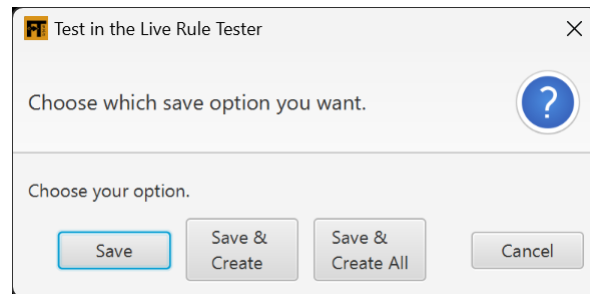 FT Test in the Live Rule Tester
Choose which save option you want.
?
Choose your option.
Save
Save &
Create
Save &
Create All
Cancel